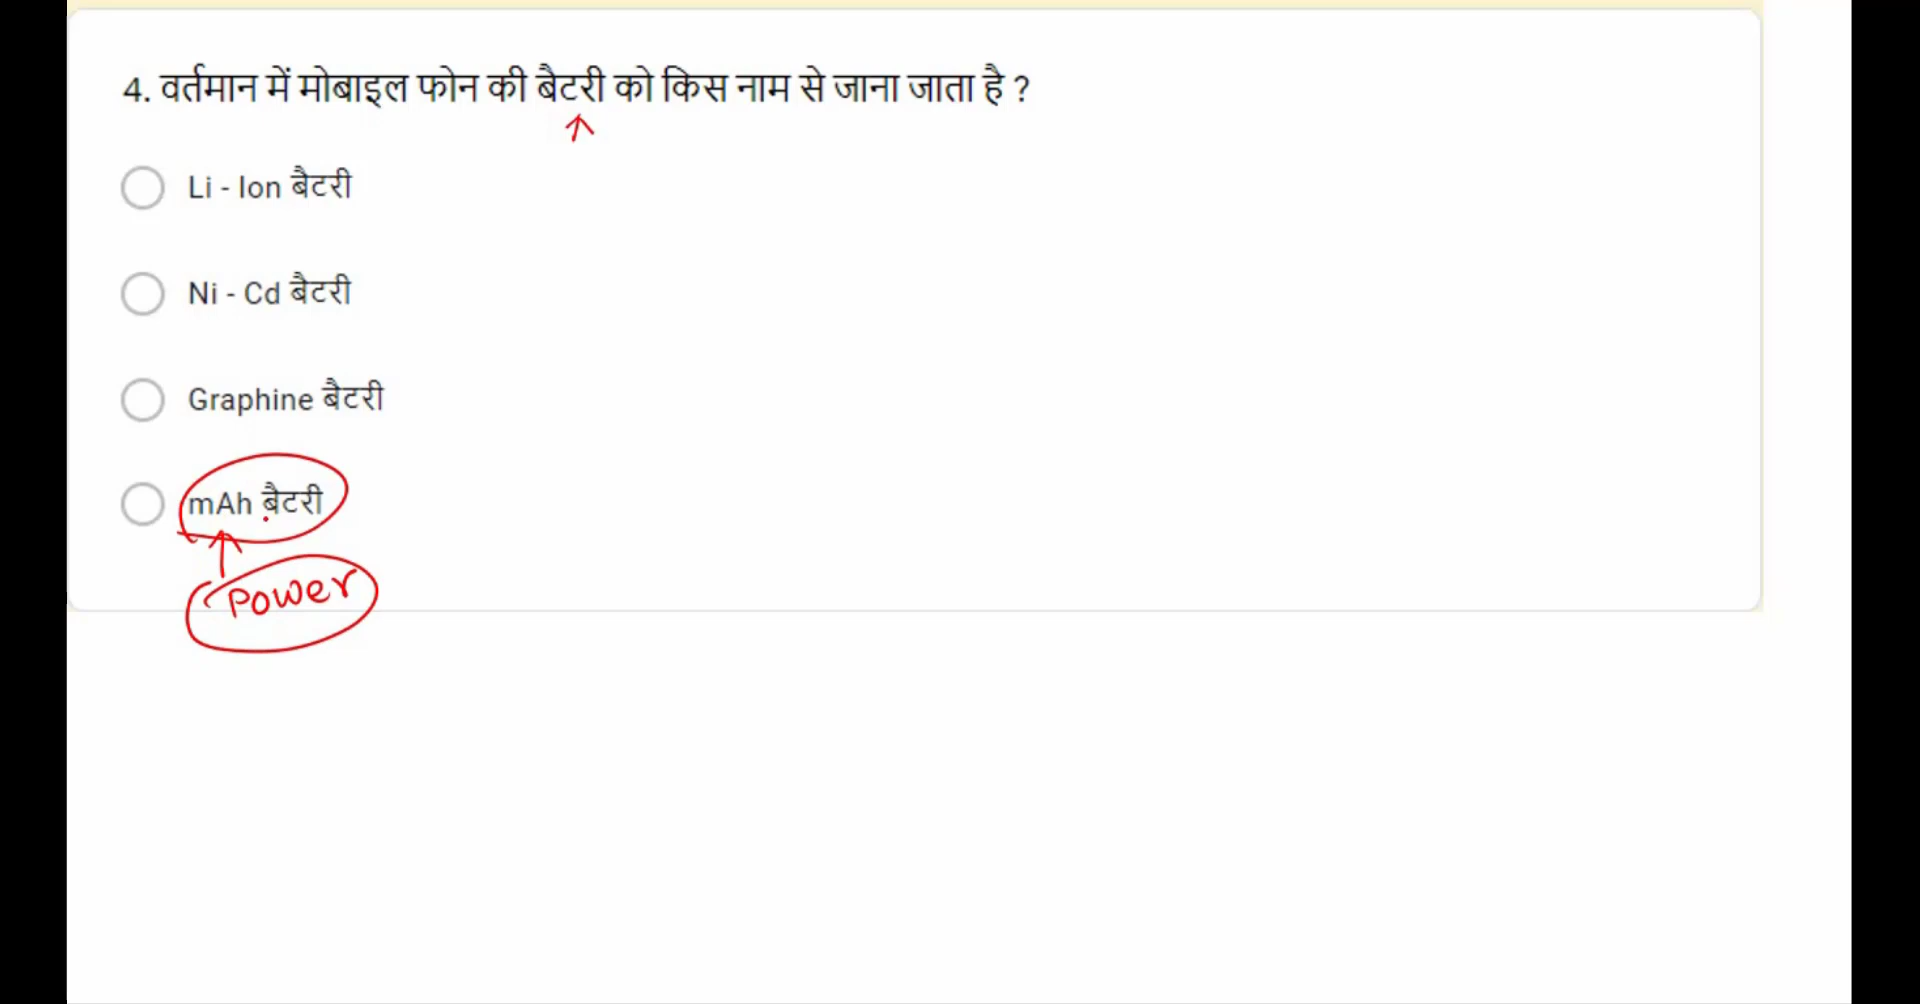 4. वर्तमान में मोबाइल फोन की बैटरी को किस नाम से जाना जाता है ?
Li - Ion बैटरी
Ni - Cd बैटरी
Graphine बैटरी
mAh बैटरी
Power